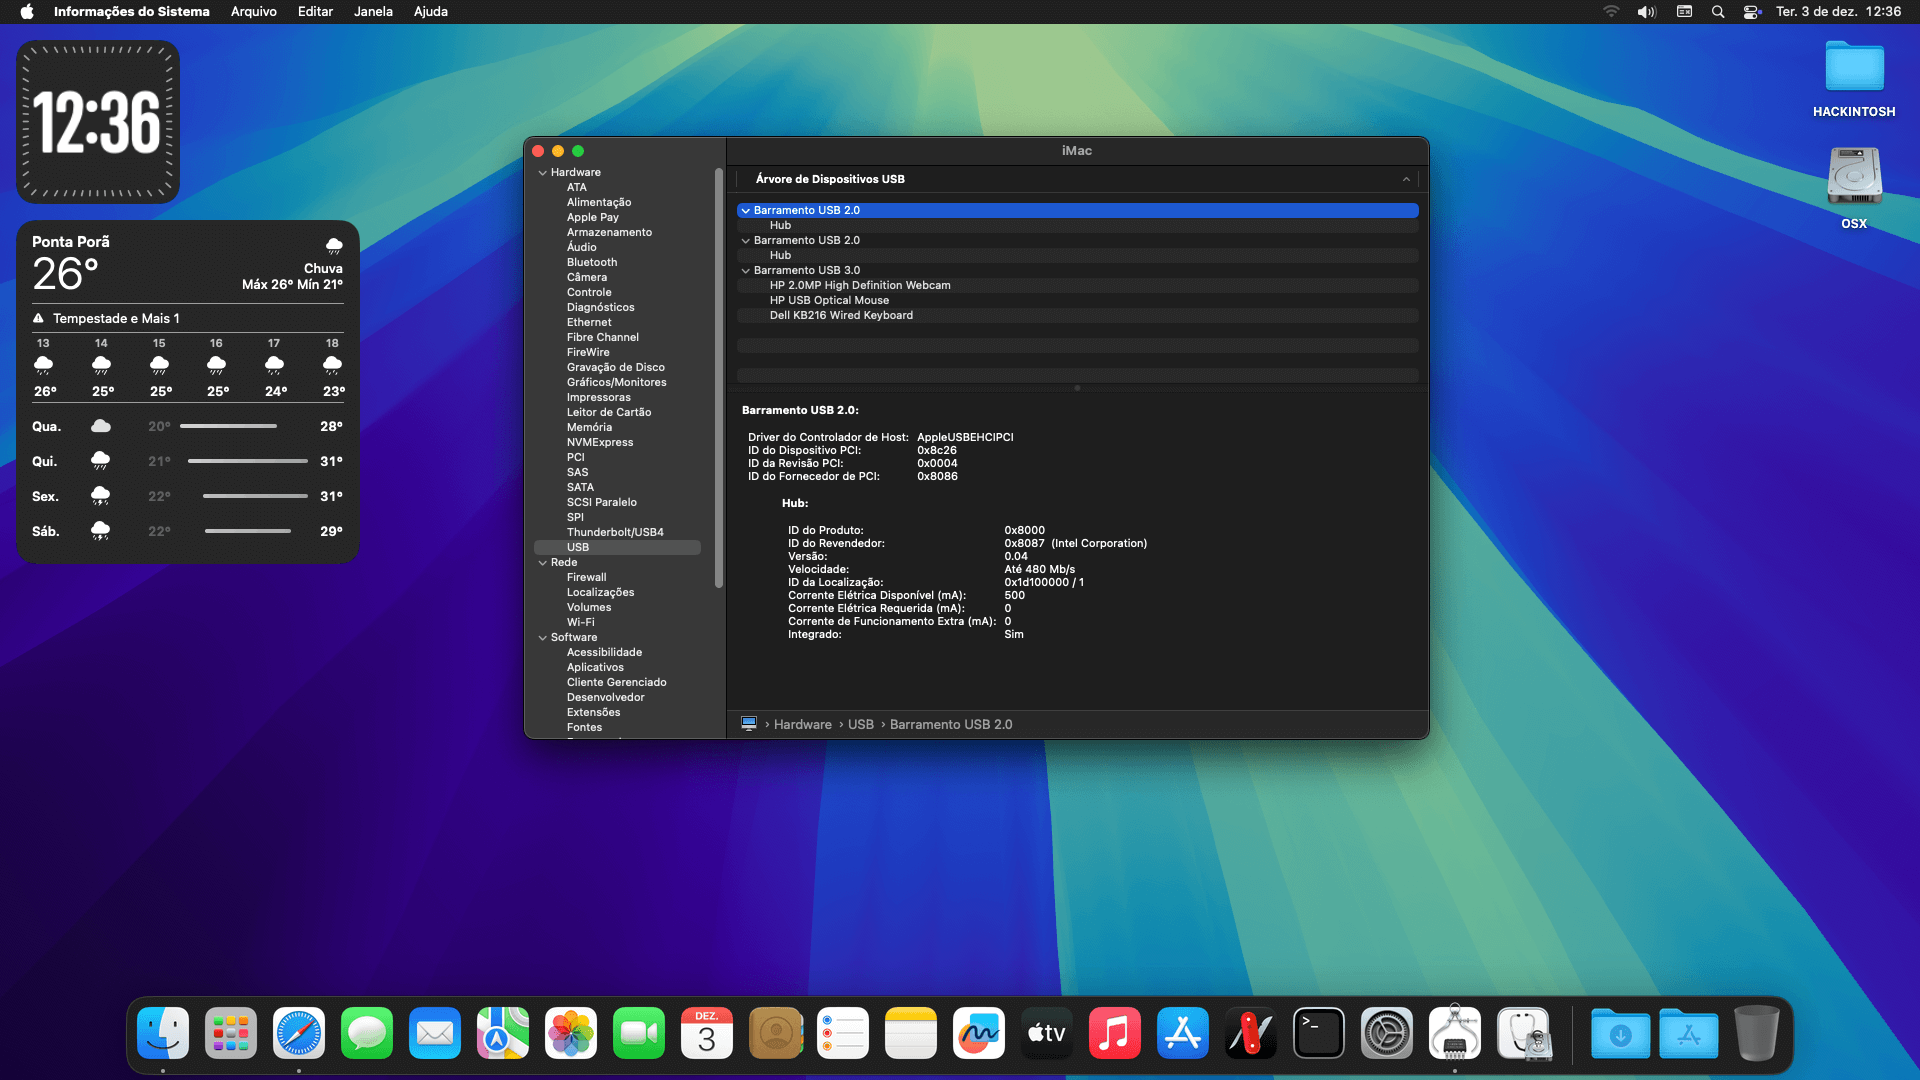 Informações do Sistema Arquivo Editar Janela Ajuda
Ter. 3 de dez. 12:36
12:36
Ponta Porã
26°
Chuva
Máx 26° Mín 21°
Tempestade e Mais 1
13 14 15 16 17 18
26° 25° 25° 25° 24° 23°
Qua. 20° 28°
Qui. 21° 31°
Sex. 22° 31°
Sáb. 22° 29°
HACKINTOSH
OSX
iMac
Hardware
ATA
Alimentação
Apple Pay
Armazenamento
Áudio
Bluetooth
Câmera
Controle
Diagnósticos
Ethernet
Fibre Channel
FireWire
Gravação de Disco
Gráficos/Monitores
Impressoras
Leitor de Cartão
Memória
NVMExpress
PCI
SAS
SATA
SCSI Paralelo
SPI
Thunderbolt/USB4
USB
Rede
Firewall
Localizações
Volumes
Wi-Fi
Software
Acessibilidade
Aplicativos
Cliente Gerenciado
Desenvolvedor
Extensões
Fontes
Árvore de Dispositivos USB
Barramento USB 2.0
Hub
Barramento USB 2.0
Hub
Barramento USB 3.0
HP 2.0MP High Definition Webcam
HP USB Optical Mouse
Dell KB216 Wired Keyboard
Barramento USB 2.0:
Driver do Controlador de Host: AppleUSBEHCIPCI
ID do Dispositivo PCI: 0x8c26
ID da Revisão PCI: 0x0004
ID do Fornecedor de PCI: 0x8086
Hub:
ID do Produto: 0x8000
ID do Revendedor: 0x8087 (Intel Corporation)
Versão: 0.04
Velocidade: Até 480 Mb/s
ID da Localização: 0x1d100000 / 1
Corrente Elétrica Disponível (mA): 500
Corrente Elétrica Requerida (mA): 0
Corrente de Funcionamento Extra (mA): 0
Integrado: Sim
› Hardware › USB › Barramento USB 2.0
DEZ.
3
tv
>_